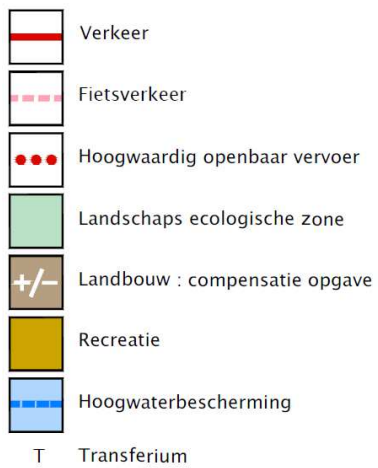 Verkeer
Fietsverkeer
Hoogwaardig openbaar vervoer
Landschaps ecologische zone
+/− Landbouw : compensatie opgave
Recreatie
Hoogwaterbescherming
T Transferium